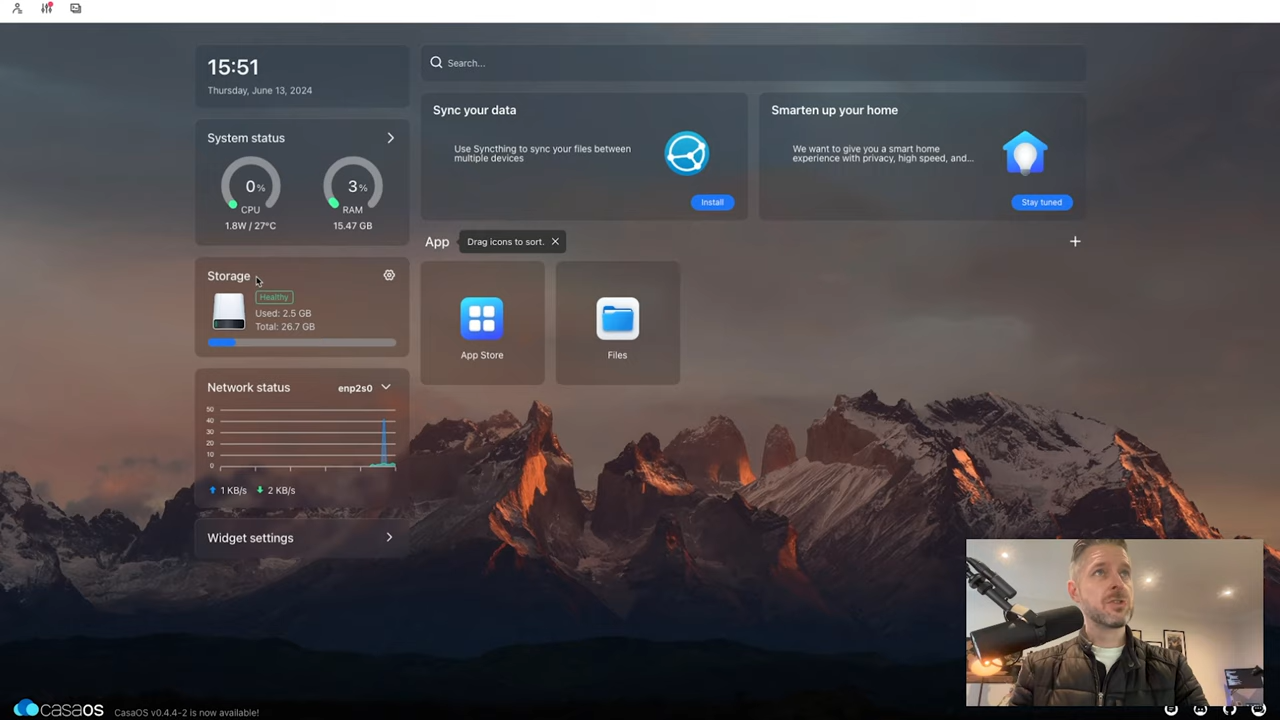 15:51
Thursday, June 13, 2024
Search...
System status
0%
CPU
1.8W / 27°C
3%
RAM
15.47 GB
Sync your data
Use Syncthing to sync your files between
multiple devices
Install
Smarten up your home
We want to give you a smart home
experience with privacy, high speed, and...
Stay tuned
App
Drag icons to sort.
App Store
Files
Storage
Healthy
Used: 2.5 GB
Total: 26.7 GB
Network status
enp2s0
50
40
30
20
10
0
1 KB/s
2 KB/s
Widget settings
CasaOS
CasaOS v0.4.4-2 is now available!